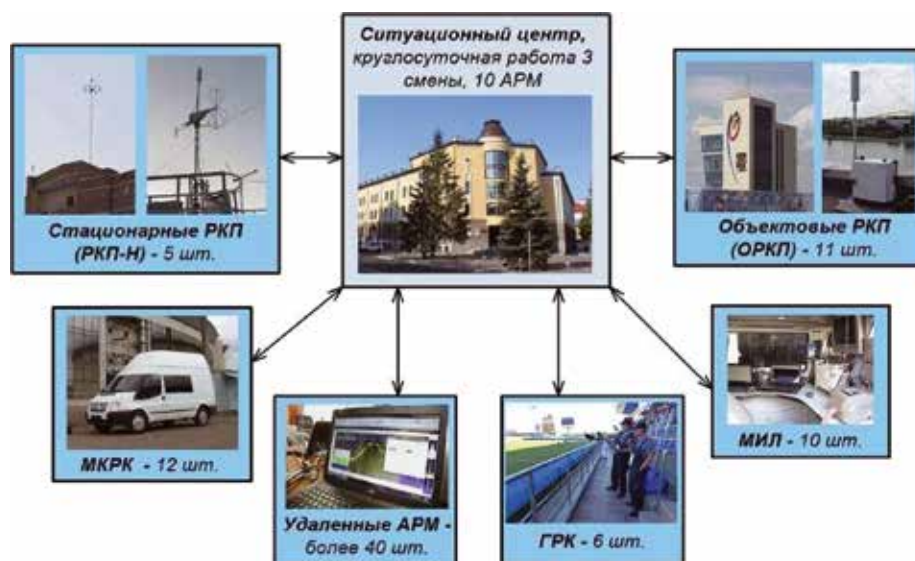 Ситуационный центр,
круглосуточная работа 3
смены, 10 АРМ
Стационарные РКП
(РКП-Н) - 5 шт.
Объектовые РКП
(ОРКП) - 11 шт.
МКРК - 12 шт.
Удаленные АРМ -
более 40 шт.
ГРК - 6 шт.
МИЛ - 10 шт.